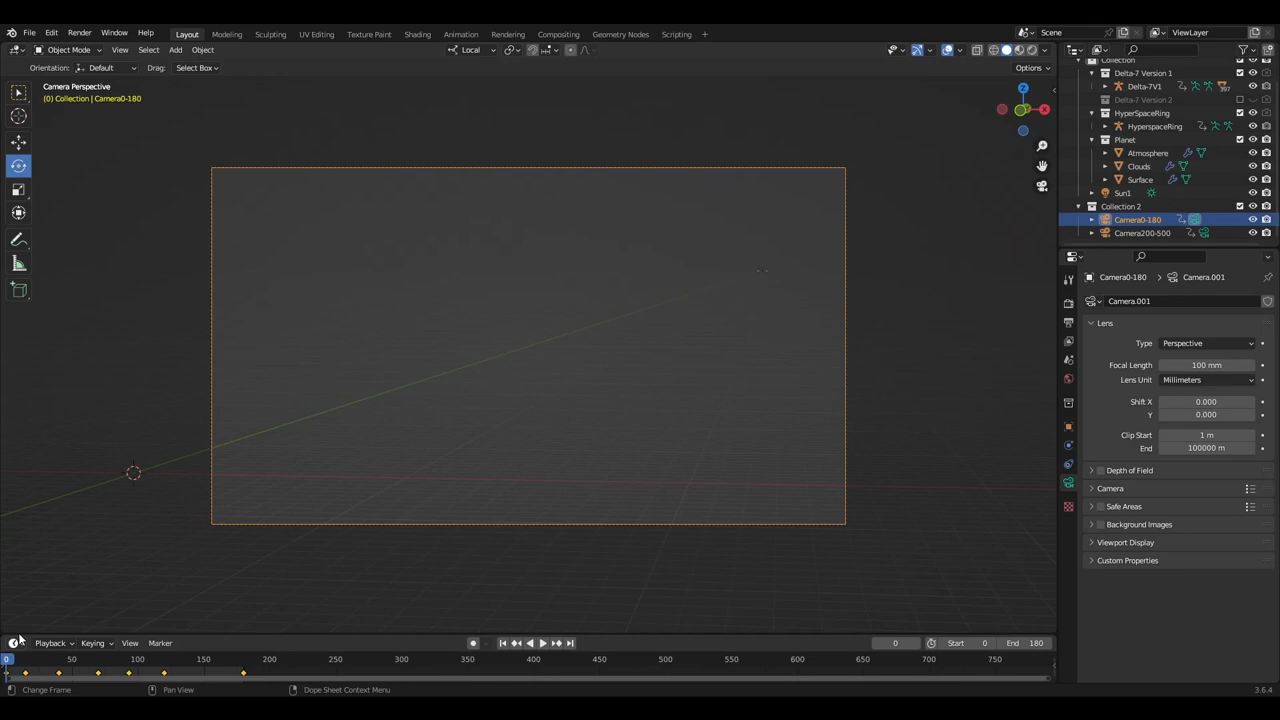 File Edit Render Window Help Layout Modeling Sculpting UV Editing Texture Paint Shading Animation Rendering Compositing Geometry Nodes Scripting Scene ViewLayer
Object Mode View Select Add Object Local
Orientation: Default Drag: Select Box Options
Camera Perspective
(0) Collection | Camera0-180
Z
X
Collection
Delta-7 Version 1
Delta-7V1 397
Delta-7 Version 2
HyperSpaceRing
HyperspaceRing
Planet
Atmosphere
Clouds
Surface
Sun1
Collection 2
Camera0-180
Camera200-500
Camera0-180 > Camera.001
Camera.001
Lens
Type Perspective
Focal Length 100 mm
Lens Unit Millimeters
Shift X 0.000
Y 0.000
Clip Start 1 m
End 100000 m
Depth of Field
Camera
Safe Areas
Background Images
Viewport Display
Custom Properties
Playback Keying View Marker 0 Start 0 End 180
0 50 100 150 200 250 300 350 400 450 500 550 600 650 700 750
Change Frame Pan View Dope Sheet Context Menu 3.6.4